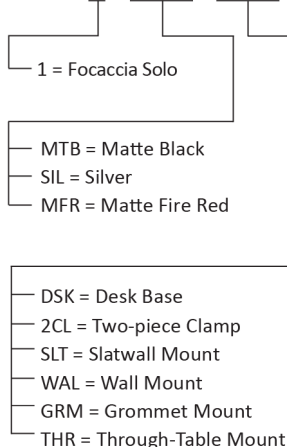 1 = Focaccia Solo
MTB = Matte Black
SIL = Silver
MFR = Matte Fire Red
DSK = Desk Base
2CL = Two-piece Clamp
SLT = Slatwall Mount
WAL = Wall Mount
GRM = Grommet Mount
THR = Through-Table Mount